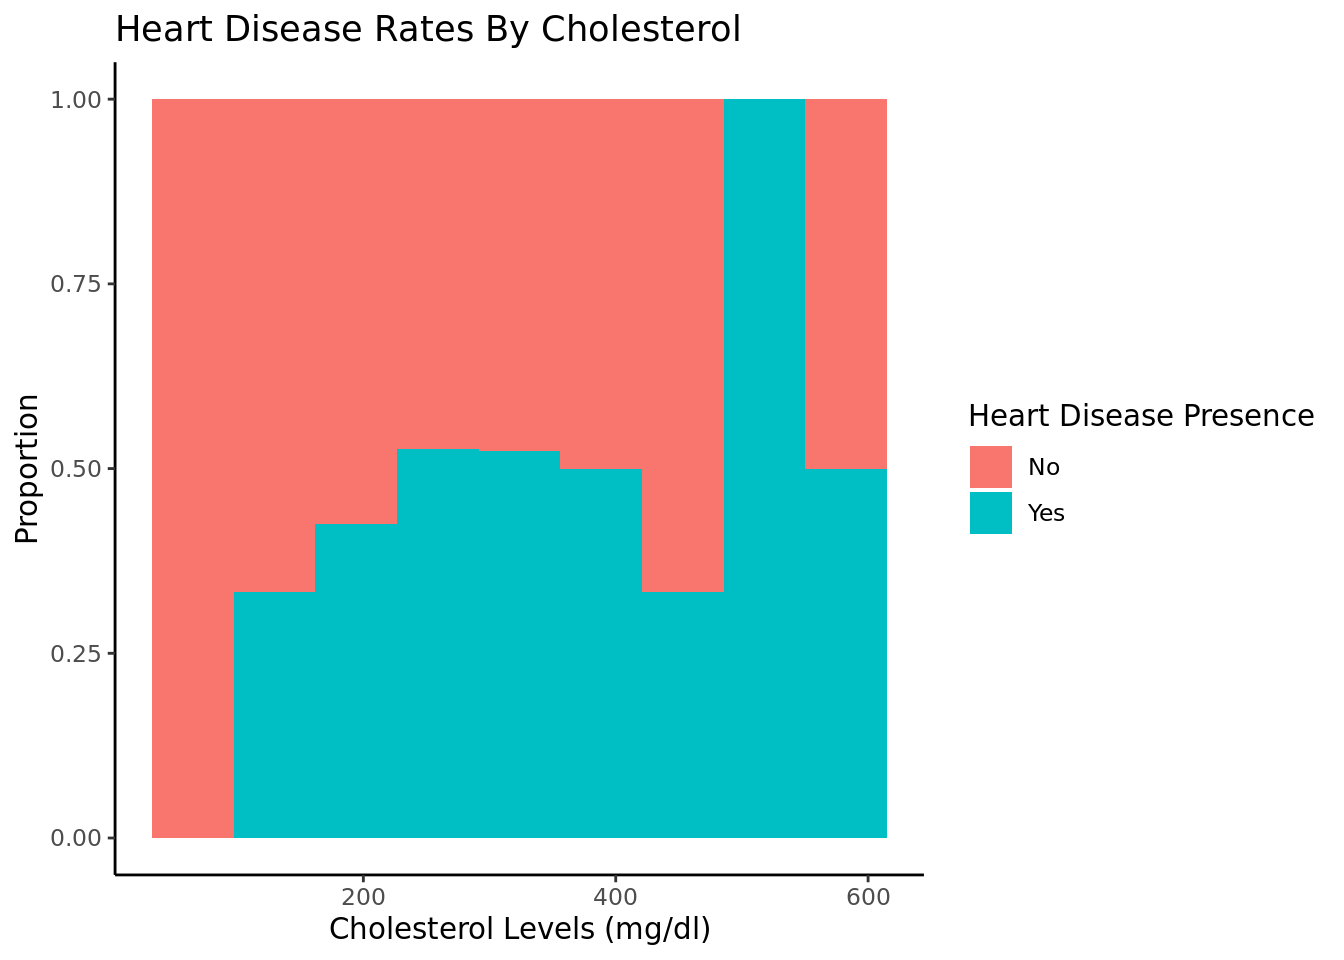 Heart Disease Rates By Cholesterol
1.00
0.75
0.50
0.25
0.00
Proportion
200 400 600
Cholesterol Levels (mg/dl)
Heart Disease Presence
No
Yes